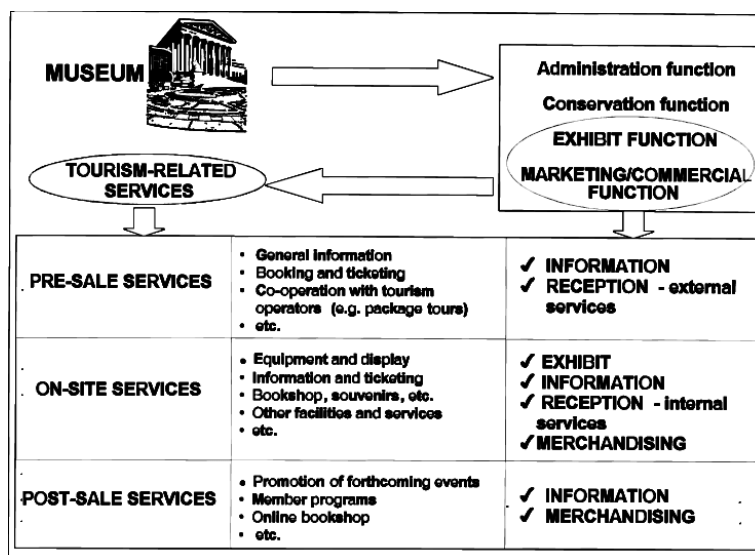 MUSEUM
Administration function
Conservation function
EXHIBIT FUNCTION
MARKETING/COMMERCIAL
FUNCTION
TOURISM-RELATED
SERVICES
PRE-SALE SERVICES
• General information
• Booking and ticketing
• Co-operation with tourism
operators (e.g. package tours)
• etc.
✓ INFORMATION
✓ RECEPTION - external
services
ON-SITE SERVICES
• Equipment and display
• Information and ticketing
• Bookshop, souvenirs, etc.
• Other facilities and services
• etc.
✓ EXHIBIT
✓ INFORMATION
✓ RECEPTION - internal
services
✓MERCHANDISING
POST-SALE SERVICES
• Promotion of forthcoming events
• Member programs
• Online bookshop
• etc.
✓ INFORMATION
✓ MERCHANDISING